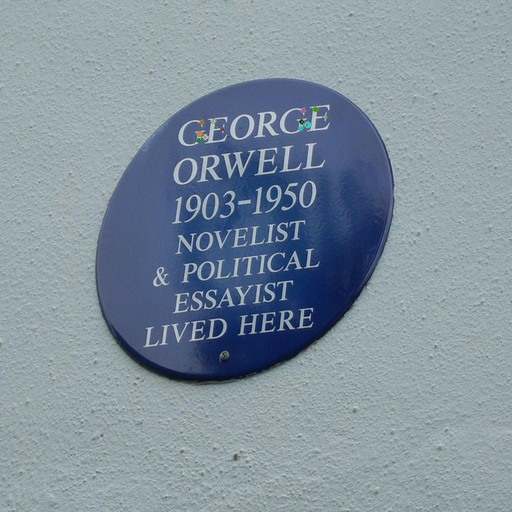 GEORGE
ORWELL
1903-1950
NOVELIST
& POLITICAL
ESSAYIST
LIVED HERE